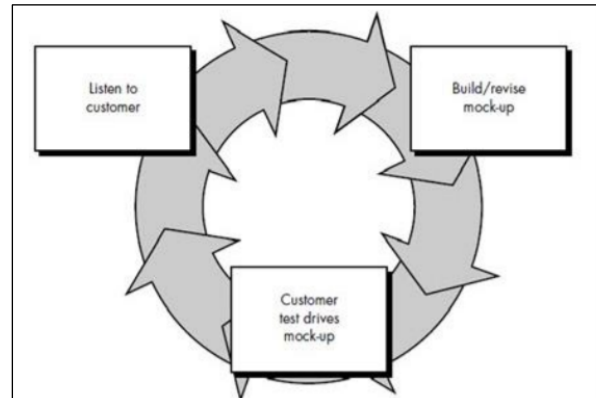 Listen to
customer
Build/revise
mock-up
Customer
test drives
mock-up